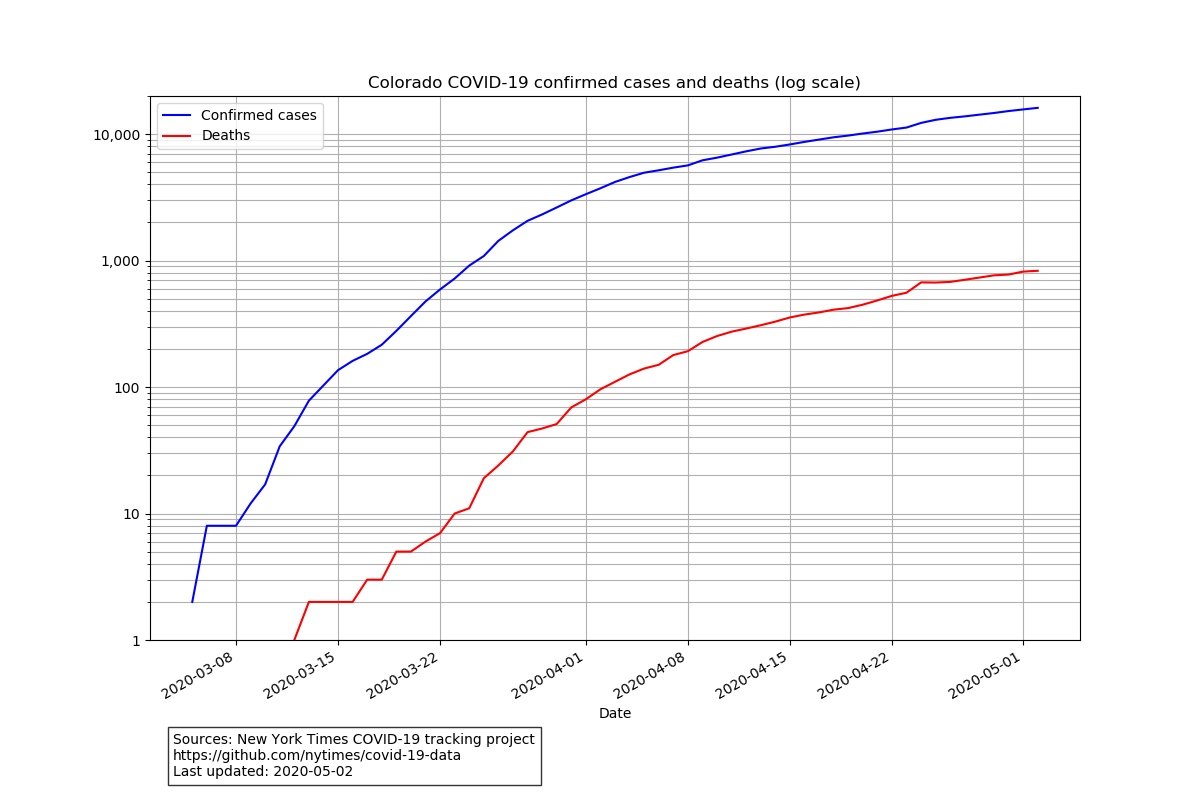 Colorado COVID-19 confirmed cases and deaths (log scale)
Confirmed cases
Deaths
10,000
1,000
100
10
1
2020-03-08
2020-03-15
2020-03-22
2020-04-01
2020-04-08
2020-04-15
2020-04-22
2020-05-01
Date
Sources: New York Times COVID-19 tracking project
https://github.com/nytimes/covid-19-data
Last updated: 2020-05-02